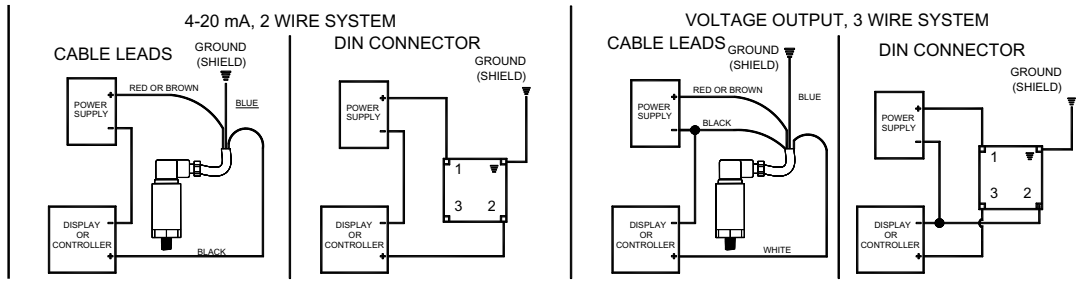 4-20 mA, 2 WIRE SYSTEM
CABLE LEADS
GROUND
(SHIELD)
RED OR BROWN
BLUE
+
POWER
SUPPLY
-
DISPLAY
OR
CONTROLLER
-
+
BLACK
DIN CONNECTOR
GROUND
(SHIELD)
+
POWER
SUPPLY
-
1
3 2
DISPLAY
OR
CONTROLLER
-
+
VOLTAGE OUTPUT, 3 WIRE SYSTEM
CABLE LEADS
GROUND
(SHIELD)
RED OR BROWN
BLUE
+
POWER
SUPPLY
-
BLACK
DISPLAY
OR
CONTROLLER
-
+
WHITE
DIN CONNECTOR
GROUND
(SHIELD)
+
POWER
SUPPLY
-
1
3 2
DISPLAY
OR
CONTROLLER
-
+